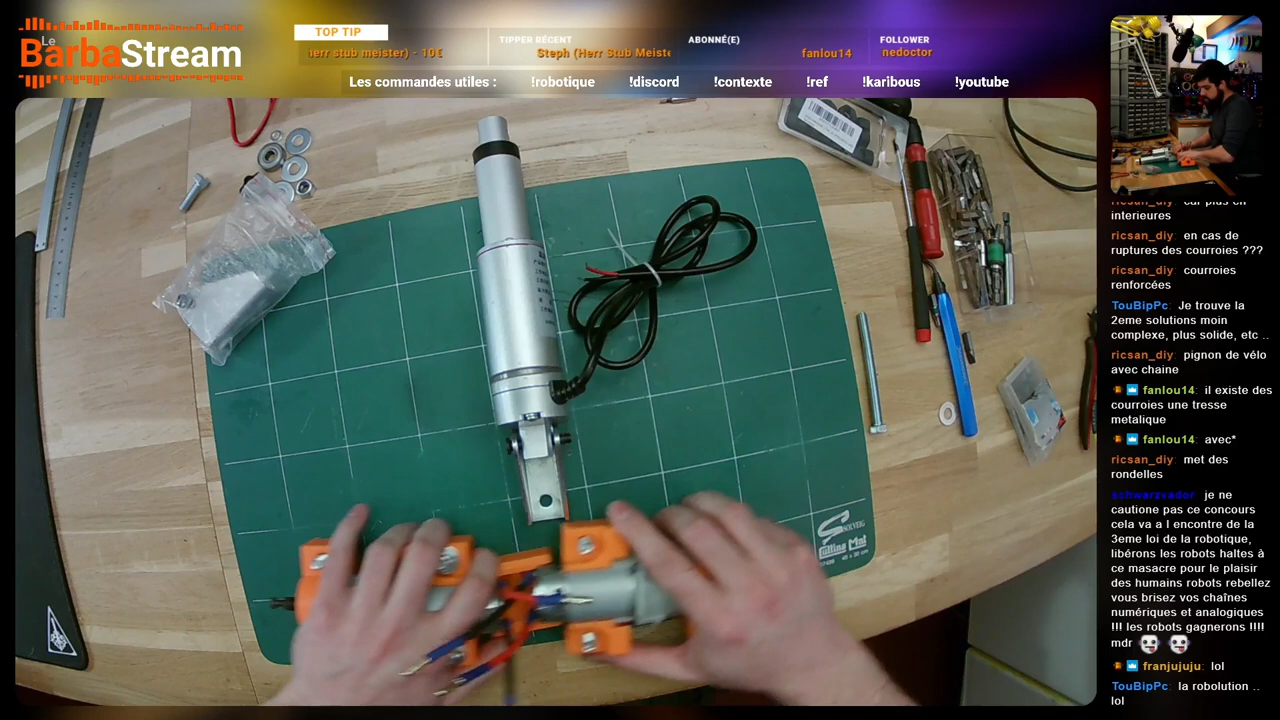 Le
BarbaStream
TOP TIP
herr stub meister) - 10€
TIPPER RÉCENT
Steph (Herr Stub Meiste
ABONNÉ(E)
fanlou14
FOLLOWER
nedoctor
Les commandes utiles : !robotique !discord !contexte !ref !karibous !youtube
ricsan_diy: car plus en
interieures
ricsan_diy: en cas de
ruptures des courroies ???
ricsan_diy: courroies
renforcées
TouBipPc: Je trouve la
2eme solutions moin
complexe, plus solide, etc ..
ricsan_diy: pignon de vélo
avec chaine
fanlou14: il existe des
courroies une tresse
metalique
fanlou14: avec*
ricsan_diy: met des
rondelles
schwarzvador: je ne
cautione pas ce concours
cela va a l encontre de la
3eme loi de la robotique,
libérons les robots haltes à
ce masacre pour le plaisir
des humains robots rebellez
vous brisez vos chaînes
numériques et analogiques
!!! les robots gagnerons !!!!
mdr
franjujuju: lol
TouBipPc: la robolution ..
lol
Cutting Mat